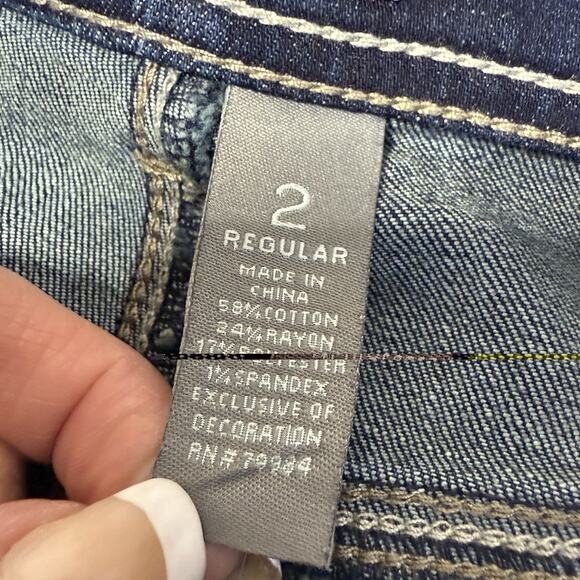 2
REGULAR
MADE IN
CHINA
58% COTTON
24% RAYON
17% POLYESTER
1% SPANDEX
EXCLUSIVE OF
DECORATION
RN#